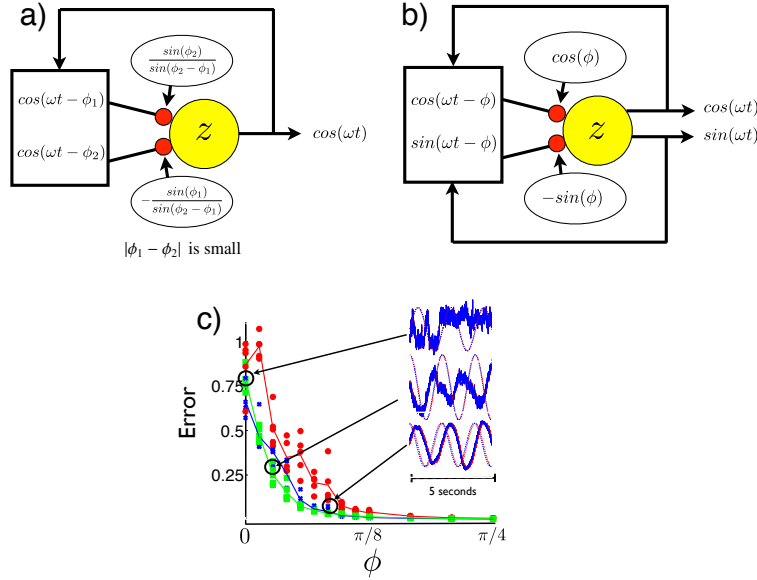 a)
sin(ϕ₂)
sin(ϕ₂ − ϕ₁)
cos(ωt − ϕ₁)
cos(ωt − ϕ₂)
z
cos(ωt)
−
sin(ϕ₁)
sin(ϕ₂ − ϕ₁)
|ϕ₁ − ϕ₂| is small
b)
cos(ϕ)
cos(ωt − ϕ)
sin(ωt − ϕ)
z
cos(ωt)
sin(ωt)
−sin(ϕ)
c)
1
0.75
0.5
0.25
Error
0
π/8
π/4
ϕ
5 seconds